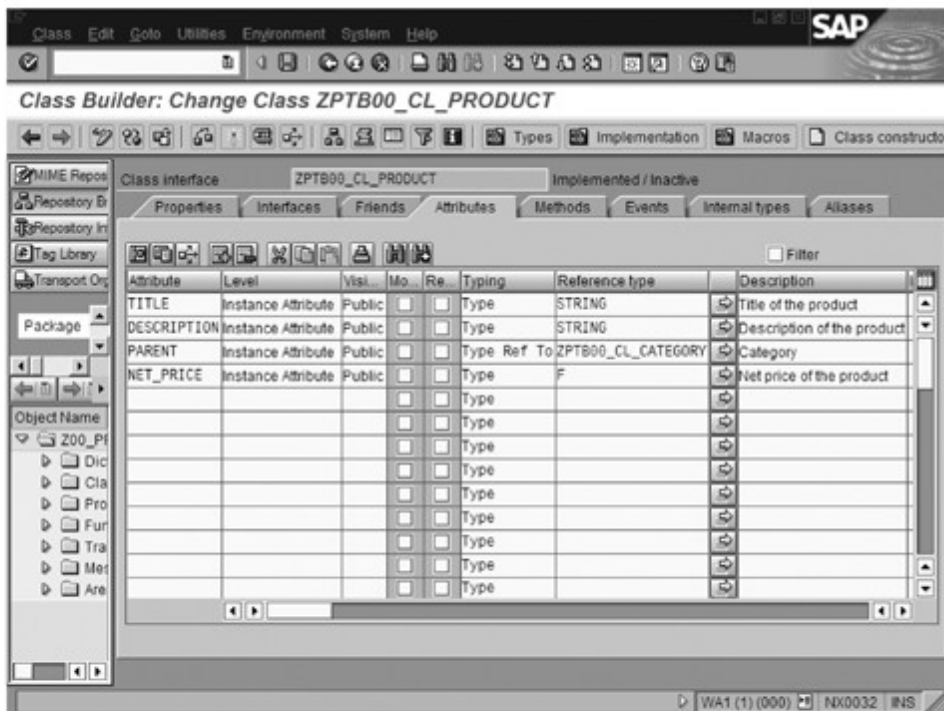 Class Edit Goto Utilities Environment System Help
SAP
Class Builder: Change Class ZPTB00_CL_PRODUCT
Types Implementation Macros Class constructo
MIME Repos
Repository Br
Repository In
Tag Library
Transport Org
Package
Object Name
Z00_PR
Dic
Cla
Pro
Fun
Tra
Mes
Are
Class interface ZPTB00_CL_PRODUCT Implemented / Inactive
Properties Interfaces Friends Attributes Methods Events Internal types Aliases
Filter
Attribute Level Visi... Mo... Re... Typing Reference type Description
TITLE Instance Attribute Public Type STRING Title of the product
DESCRIPTION Instance Attribute Public Type STRING Description of the product
PARENT Instance Attribute Public Type Ref To ZPTB00_CL_CATEGORY Category
NET_PRICE Instance Attribute Public Type F Net price of the product
Type
Type
Type
Type
Type
Type
Type
Type
Type
WA1 (1) (000) NX0032 INS